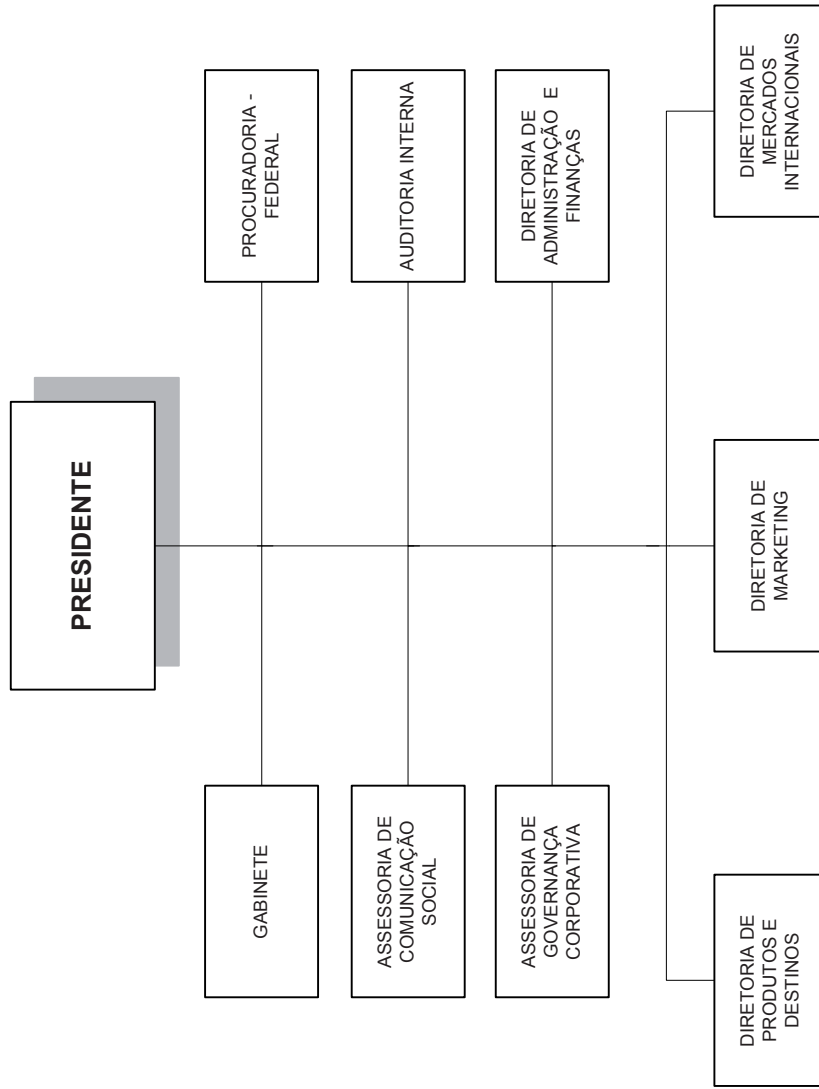 PRESIDENTE
GABINETE
PROCURADORIA -
FEDERAL
ASSESSORIA DE
COMUNICAÇÃO
SOCIAL
AUDITORIA INTERNA
ASSESSORIA DE
GOVERNANÇA
CORPORATIVA
DIRETORIA DE
ADMINISTRAÇÃO E
FINANÇAS
DIRETORIA DE
PRODUTOS E
DESTINOS
DIRETORIA DE
MARKETING
DIRETORIA DE
MERCADOS
INTERNACIONAIS